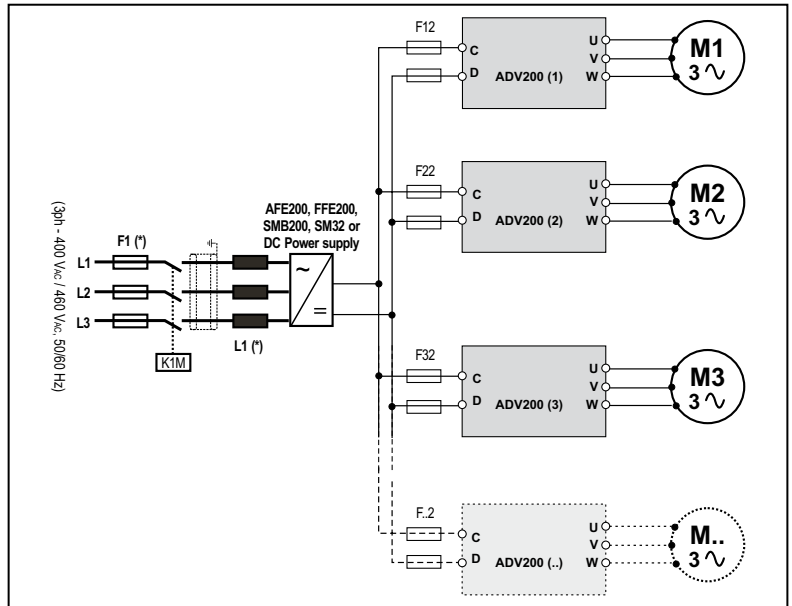 F12
C
D
ADV200 (1)
U
V
W
M1
3
F22
C
D
ADV200 (2)
U
V
W
M2
3
(3ph - 400 VAC / 460 VAC, 50/60 Hz)
F1 (*)
L1
L2
L3
K1M
L1 (*)
AFE200, FFE200,
SMB200, SM32 or
DC Power supply
~
=
F32
C
D
ADV200 (3)
U
V
W
M3
3
F..2
C
D
ADV200 (..)
U
V
W
M..
3